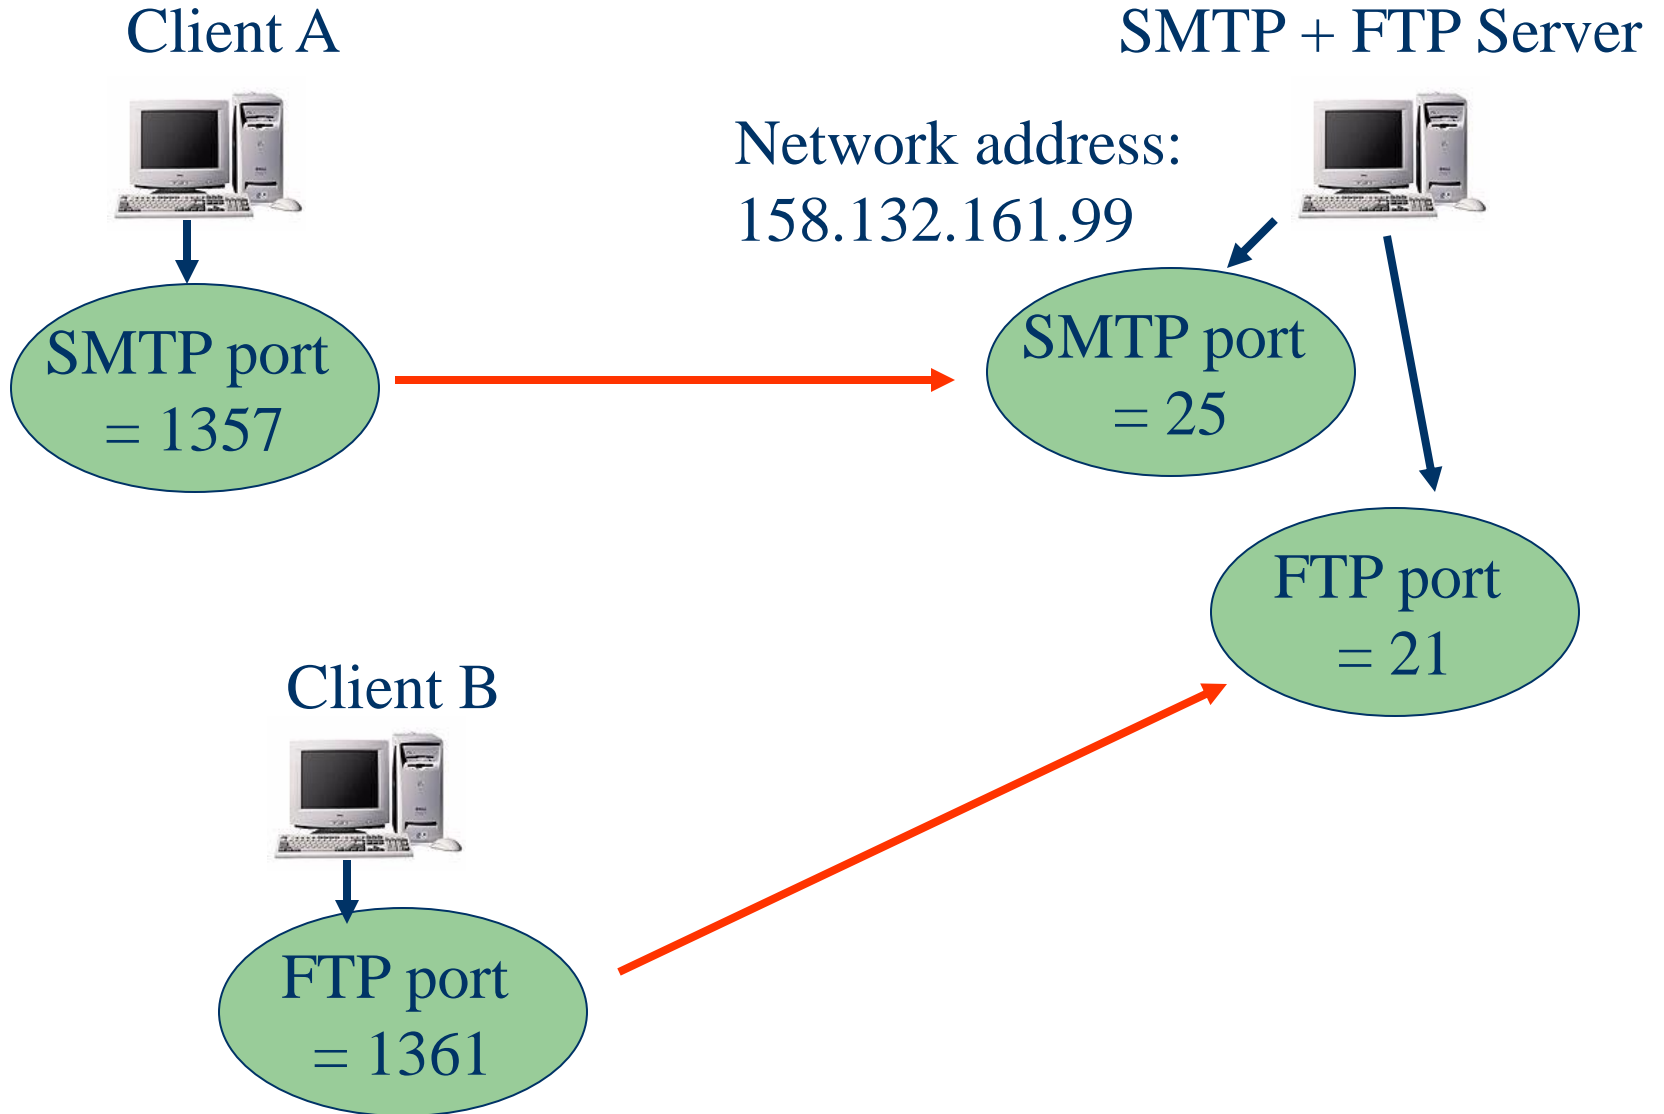 Client A
SMTP + FTP Server
Network address:
158.132.161.99
SMTP port
= 1357
SMTP port
= 25
FTP port
= 21
Client B
FTP port
= 1361